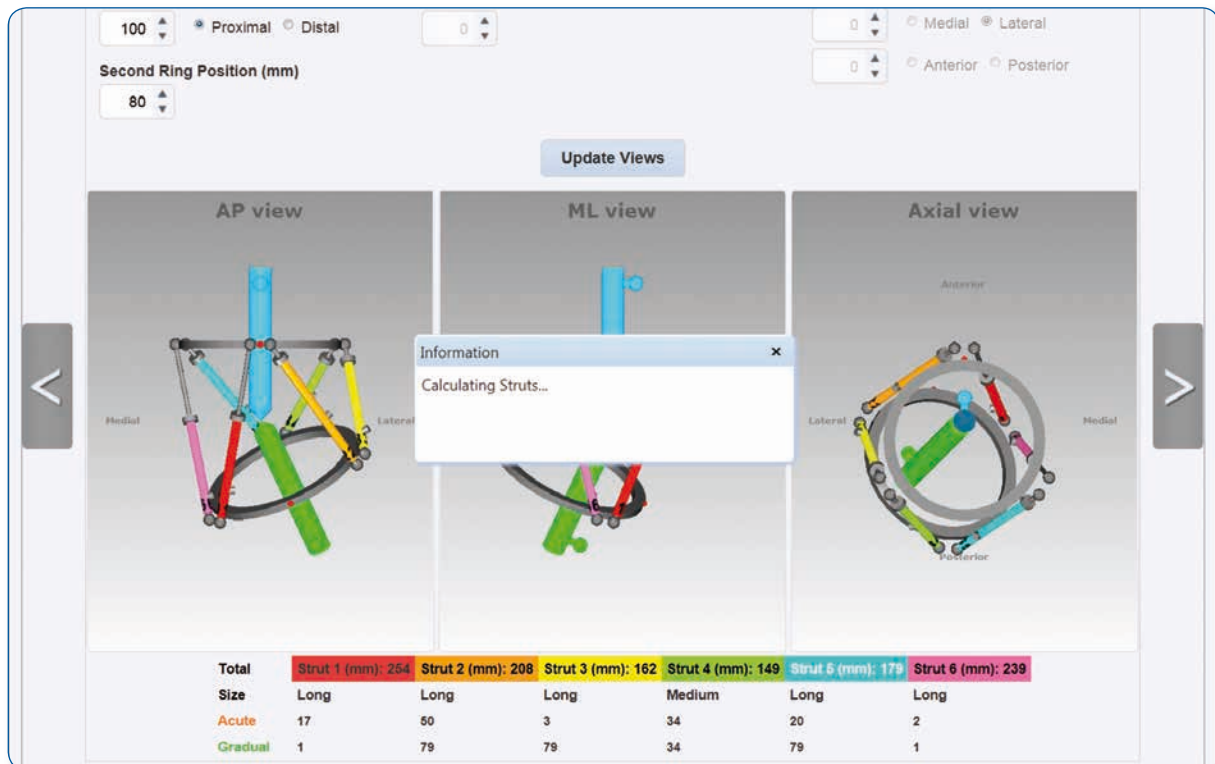 100 Proximal Distal 0 0 Medial Lateral
0 Anterior Posterior
Second Ring Position (mm)
80
Update Views
AP view ML view Axial view
Anterior
Information ×
Calculating Struts...
Medial Lateral Lateral Medial
Posterior
< >
Total Strut 1 (mm): 254 Strut 2 (mm): 208 Strut 3 (mm): 162 Strut 4 (mm): 149 Strut 5 (mm): 179 Strut 6 (mm): 239
Size Long Long Long Medium Long Long
Acute 17 50 3 34 20 2
Gradual 1 79 79 34 79 1